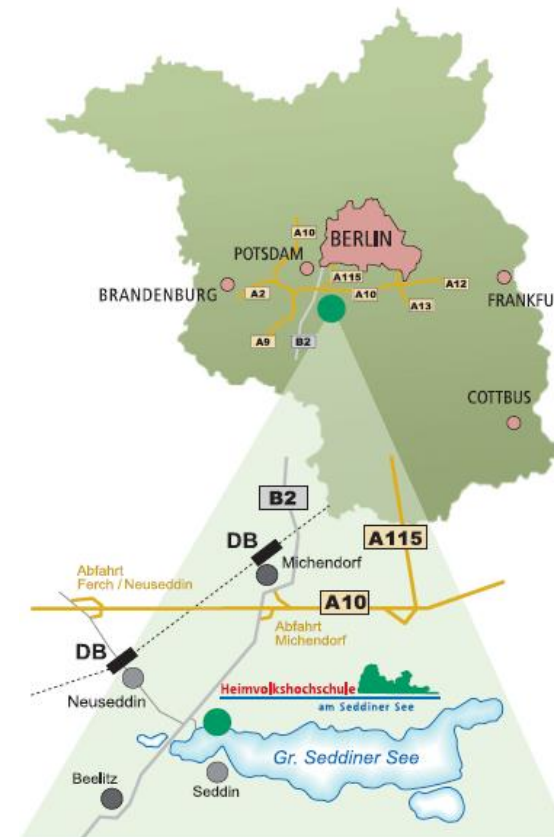 A10
BERLIN
POTSDAM
A115
BRANDENBURG
A2
A10
A12
FRANKFU
A13
A9
B2
COTTBUS
B2
DB
Michendorf
A115
Abfahrt
Ferch / Neuseddin
A10
Abfahrt
Michendorf
DB
Neuseddin
Heimvolkshochschule
am Seddiner See
Gr. Seddiner See
Beelitz
Seddin